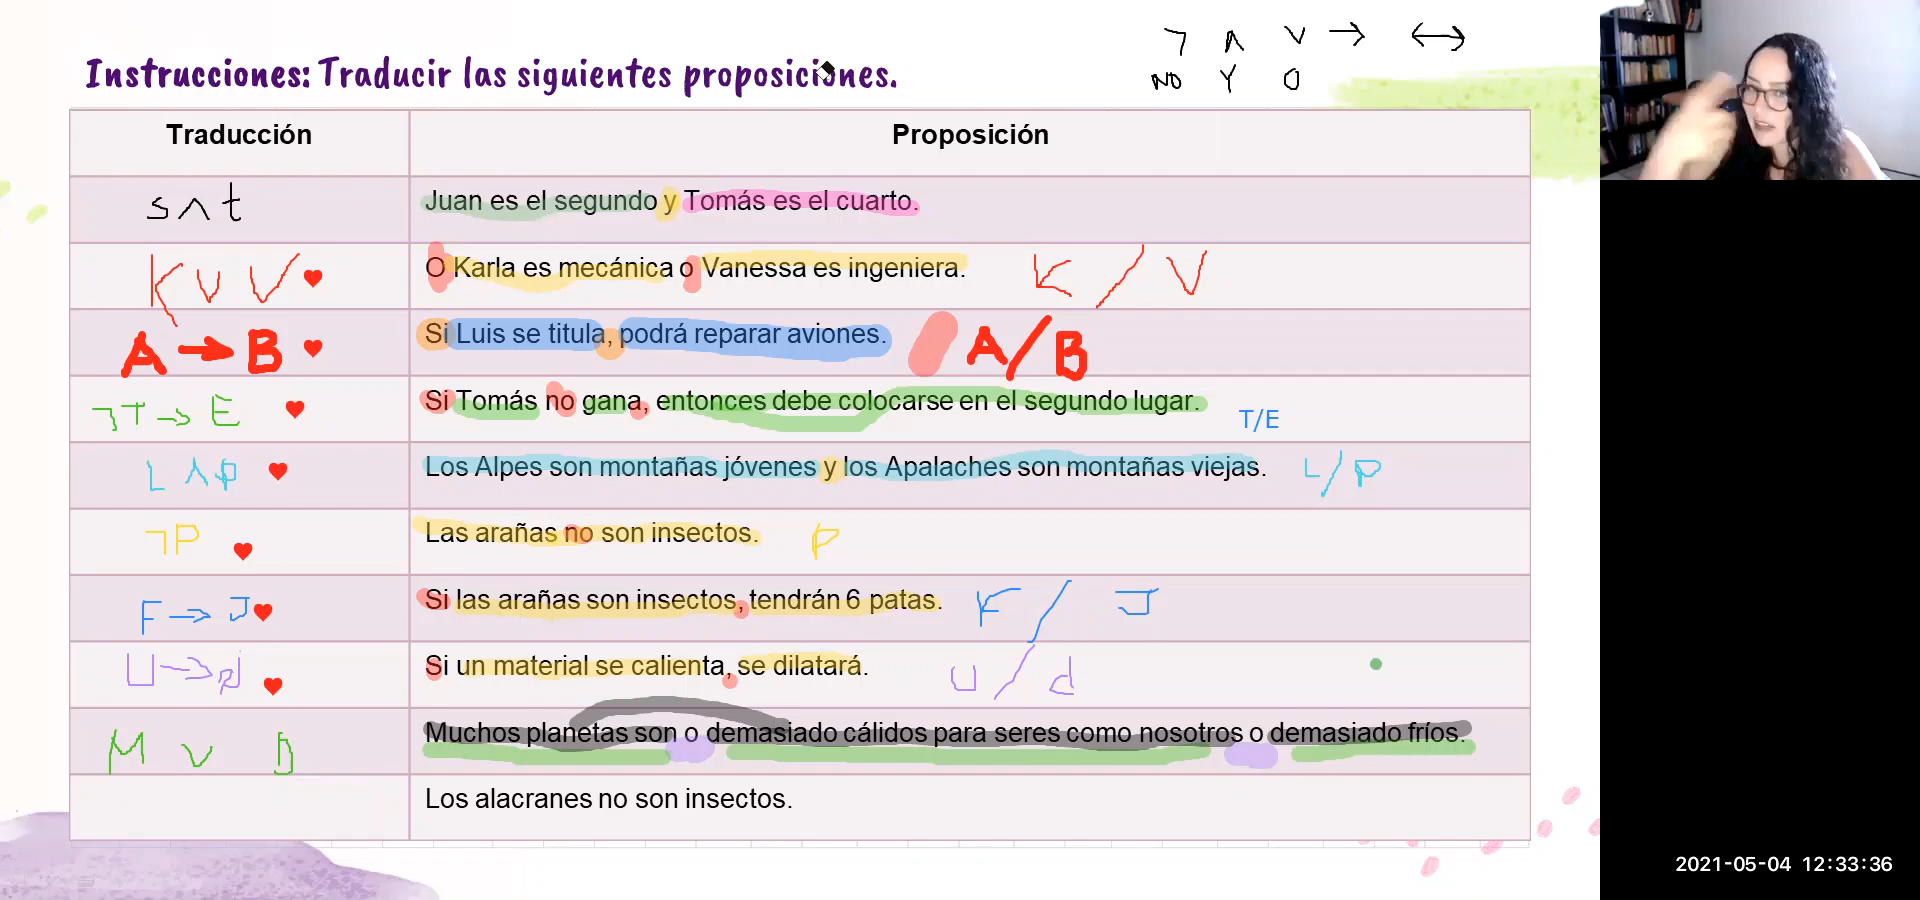 ¬ ∧ ∨ → ↔
NO Y O
Instrucciones: Traducir las siguientes proposiciones.
Traducción Proposición
s ∧ t Juan es el segundo y Tomás es el cuarto.
K ∨ V O Karla es mecánica o Vanessa es ingeniera. K / V
A → B Si Luis se titula, podrá reparar aviones. A/B
¬T → E Si Tomás no gana, entonces debe colocarse en el segundo lugar. T/E
L ∧ P Los Alpes son montañas jóvenes y los Apalaches son montañas viejas. L/P
¬P Las arañas no son insectos. P
F → J Si las arañas son insectos, tendrán 6 patas. F / J
U → d Si un material se calienta, se dilatará. U / d
M ∨ D Muchos planetas son o demasiado cálidos para seres como nosotros o demasiado fríos.
Los alacranes no son insectos.
2021-05-04 12:33:36